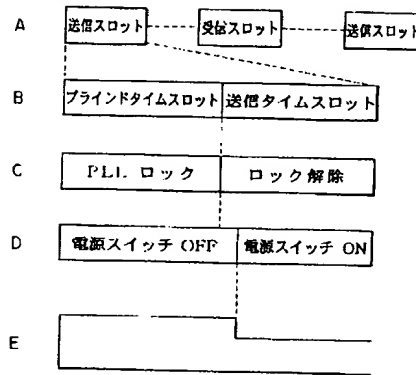 A 送信スロット 受信スロット 送信スロット
B ブラインドタイムスロット 送信タイムスロット
C PLL ロック ロック解除
D 電源スイッチ OFF 電源スイッチ ON
E